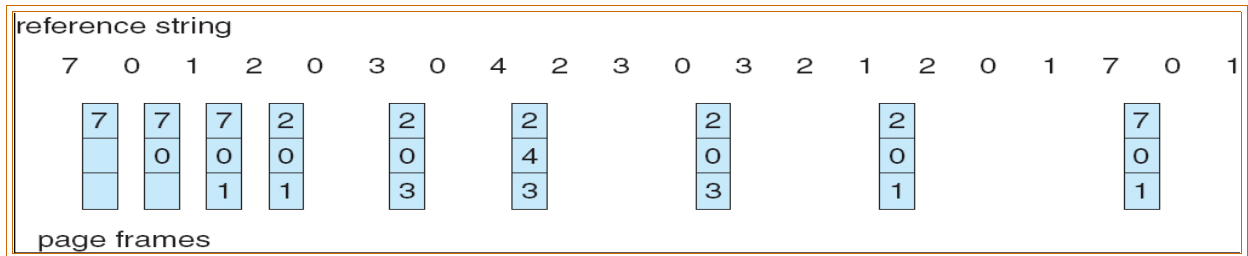 reference string
7 0 1 2 0 3 0 4 2 3 0 3 2 1 2 0 1 7 0 1
7 7 7 2 2 2 2 2 7
0 0 0 0 4 0 0 0
1 1 3 3 3 1 1
page frames